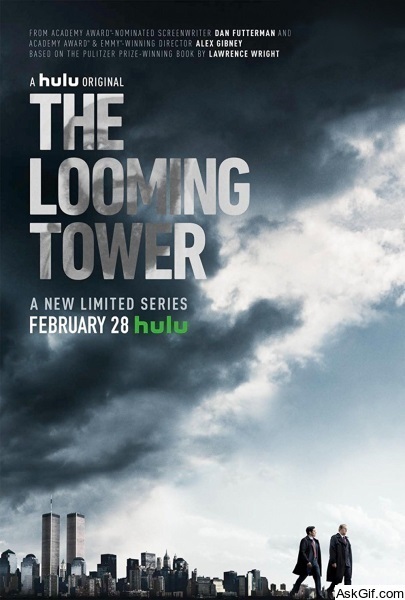 FROM ACADEMY AWARD®-NOMINATED SCREENWRITER DAN FUTTERMAN AND
ACADEMY AWARD® & EMMY®-WINNING DIRECTOR ALEX GIBNEY
BASED ON THE PULITZER PRIZE-WINNING BOOK BY LAWRENCE WRIGHT
A hulu ORIGINAL
THE
LOOMING
TOWER
A NEW LIMITED SERIES
FEBRUARY 28 hulu
AskGif.com